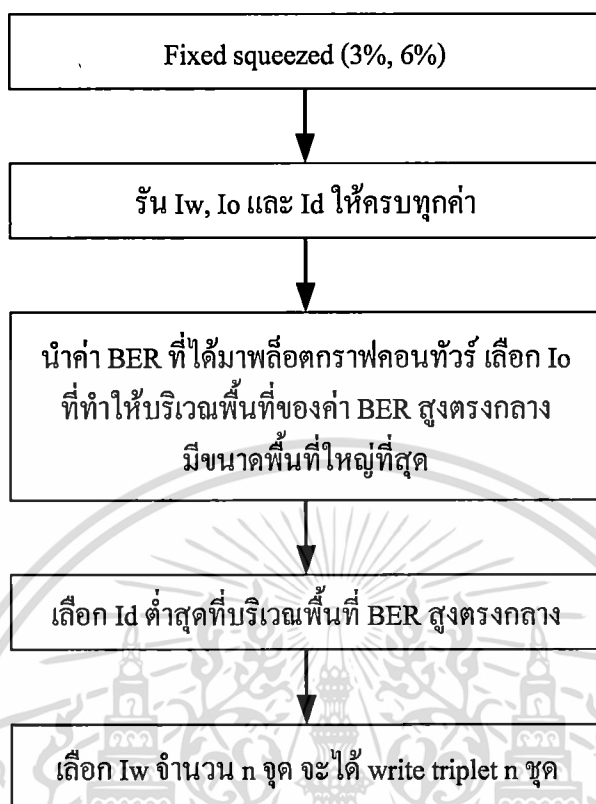 Fixed squeezed (3%, 6%)
รัน Iw, Io และ Id ให้ครบทุกค่า
นำค่า BER ที่ได้มาพล็อตกราฟคอนทัวร์ เลือก Io
ที่ทำให้บริเวณพื้นที่ของค่า BER สูงตรงกลาง
มีขนาดพื้นที่ใหญ่ที่สุด
เลือก Id ต่ำสุดที่บริเวณพื้นที่ BER สูงตรงกลาง
เลือก Iw จำนวน n จุด จะได้ write triplet n ชุด